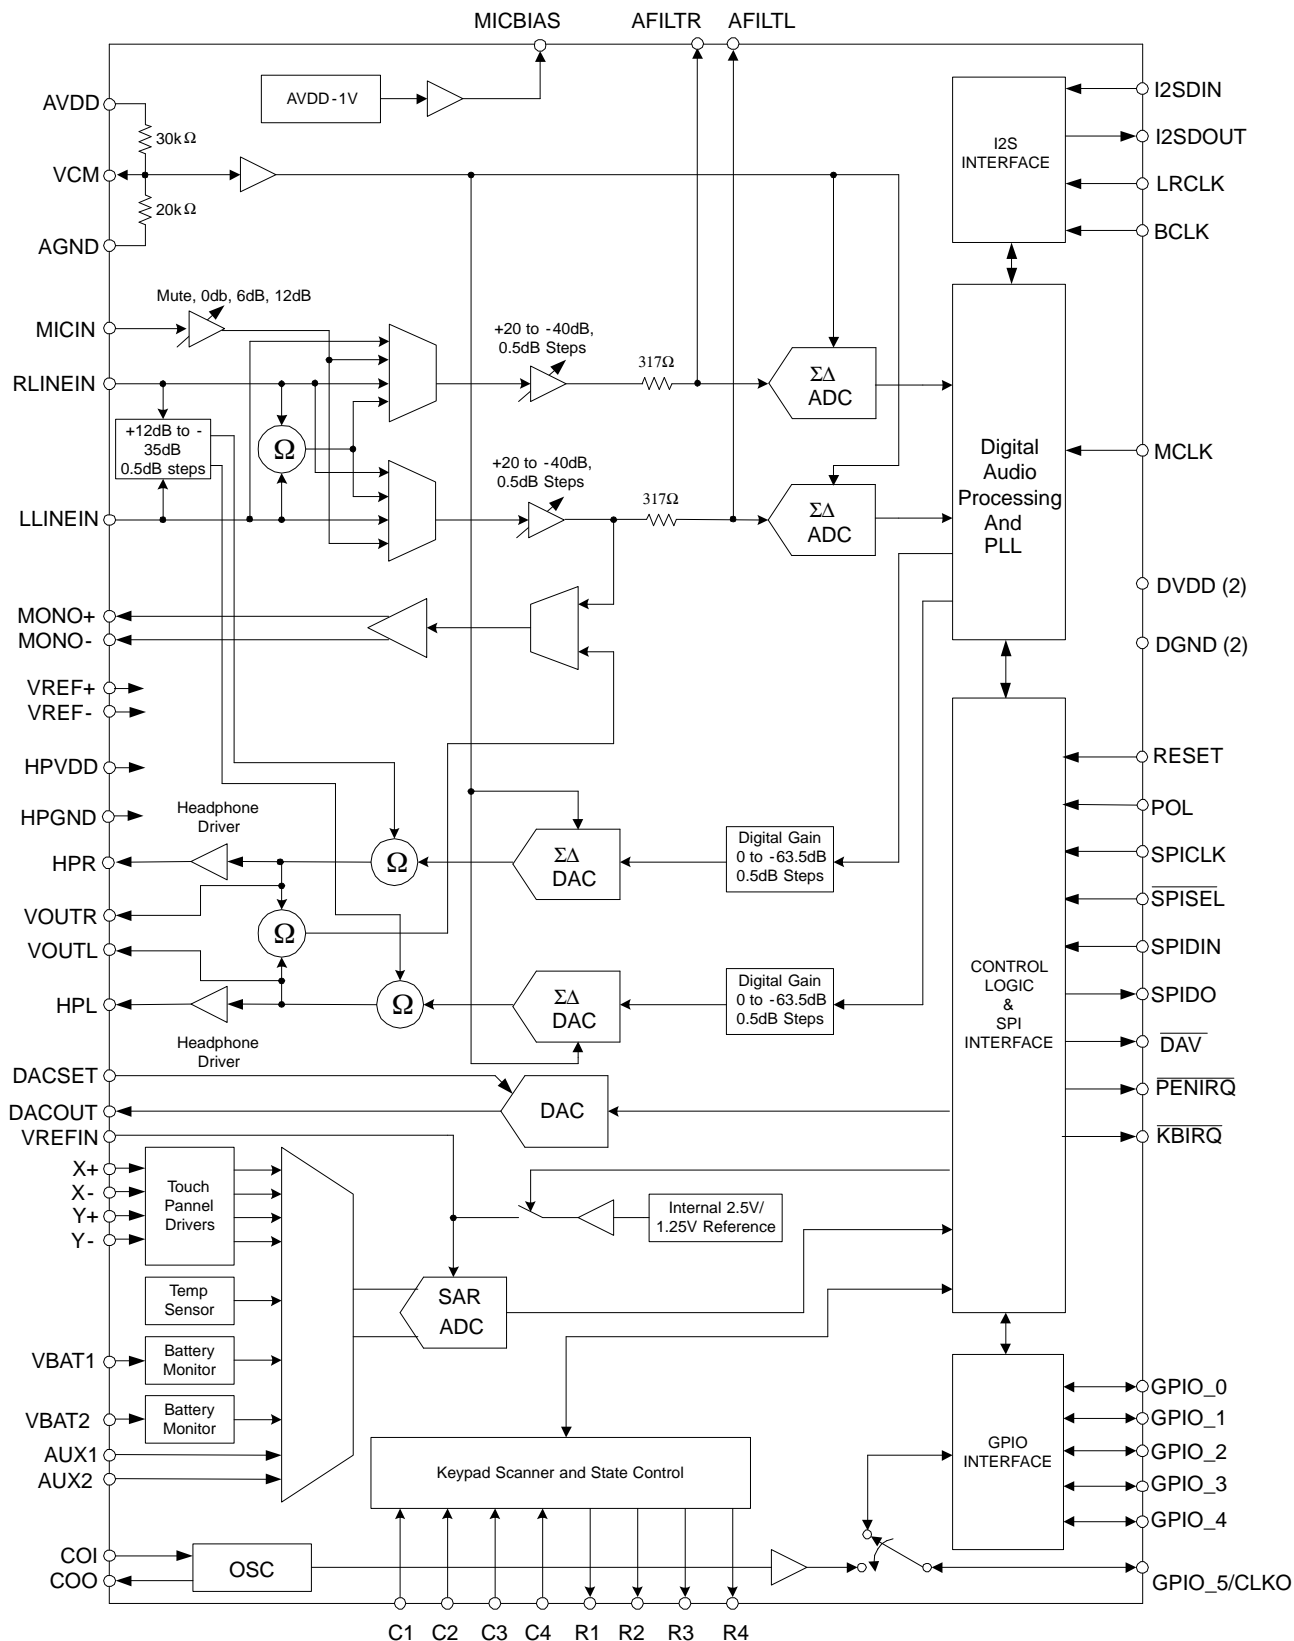 MICBIAS
AFILTR
AFILTL
AVDD
30kΩ
VCM
20kΩ
AGND
AVDD-1V
I2S
INTERFACE
I2SDIN
I2SDOUT
LRCLK
BCLK
Mute, 0db, 6dB, 12dB
MICIN
RLINEIN
+12dB to -
35dB
0.5dB steps
LLINEIN
Ω
+20 to -40dB,
0.5dB Steps
317Ω
ΣΔ
ADC
+20 to -40dB,
0.5dB Steps
317Ω
ΣΔ
ADC
Digital
Audio
Processing
And
PLL
MCLK
DVDD (2)
DGND (2)
MONO+
MONO-
VREF+
VREF-
HPVDD
HPGND
Headphone
Driver
HPR
Ω
ΣΔ
DAC
Digital Gain
0 to -63.5dB
0.5dB Steps
VOUTR
Ω
VOUTL
HPL
Ω
ΣΔ
DAC
Digital Gain
0 to -63.5dB
0.5dB Steps
Headphone
Driver
CONTROL
LOGIC
&
SPI
INTERFACE
RESET
POL
SPICLK
SPISEL
SPIDIN
SPIDO
DAV
PENIRQ
KBIRQ
DACSET
DACOUT
DAC
VREFIN
X+
X-
Y+
Y-
Touch
Pannel
Drivers
Internal 2.5V/
1.25V Reference
Temp
Sensor
SAR
ADC
VBAT1
Battery
Monitor
VBAT2
Battery
Monitor
AUX1
AUX2
Keypad Scanner and State Control
GPIO
INTERFACE
GPIO_0
GPIO_1
GPIO_2
GPIO_3
GPIO_4
COI
COO
OSC
GPIO_5/CLKO
C1
C2
C3
C4
R1
R2
R3
R4